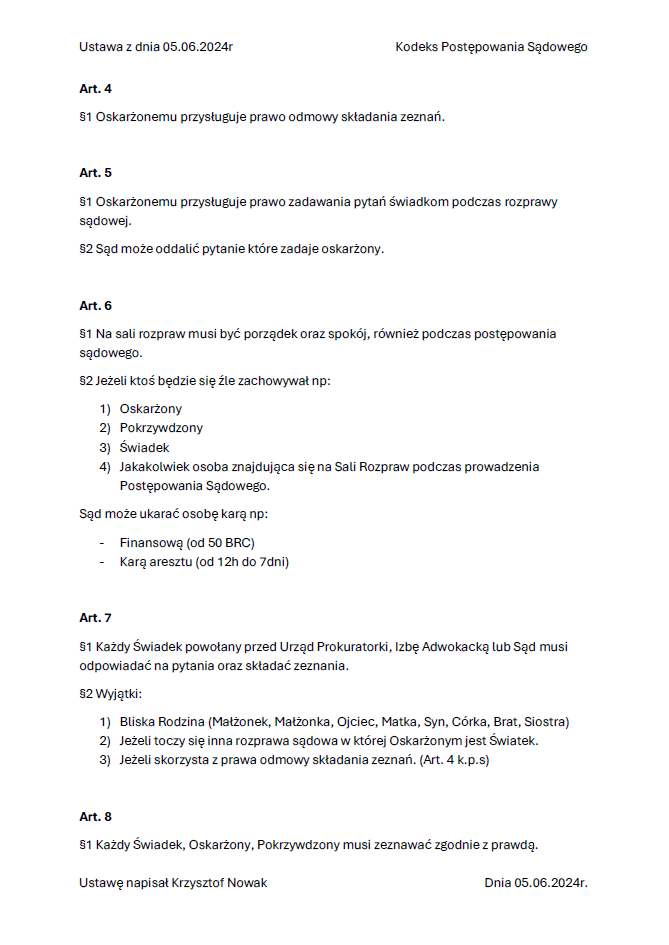 Ustawa z dnia 05.06.2024r Kodeks Postępowania Sądowego
Art. 4
§1 Oskarżonemu przysługuje prawo odmowy składania zeznań.
Art. 5
§1 Oskarżonemu przysługuje prawo zadawania pytań świadkom podczas rozprawy
sądowej.
§2 Sąd może oddalić pytanie które zadaje oskarżony.
Art. 6
§1 Na sali rozpraw musi być porządek oraz spokój, również podczas postępowania
sądowego.
§2 Jeżeli ktoś będzie się źle zachowywał np:
1) Oskarżony
2) Pokrzywdzony
3) Świadek
4) Jakakolwiek osoba znajdująca się na Sali Rozpraw podczas prowadzenia
Postępowania Sądowego.
Sąd może ukarać osobę karą np:
- Finansową (od 50 BRC)
- Karą aresztu (od 12h do 7dni)
Art. 7
§1 Każdy Świadek powołany przed Urząd Prokuratorki, Izbę Adwokacką lub Sąd musi
odpowiadać na pytania oraz składać zeznania.
§2 Wyjątki:
1) Bliska Rodzina (Małżonek, Małżonka, Ojciec, Matka, Syn, Córka, Brat, Siostra)
2) Jeżeli toczy się inna rozprawa sądowa w której Oskarżonym jest Światek.
3) Jeżeli skorzysta z prawa odmowy składania zeznań. (Art. 4 k.p.s)
Art. 8
§1 Każdy Świadek, Oskarżony, Pokrzywdzony musi zeznawać zgodnie z prawdą.
Ustawę napisał Krzysztof Nowak Dnia 05.06.2024r.